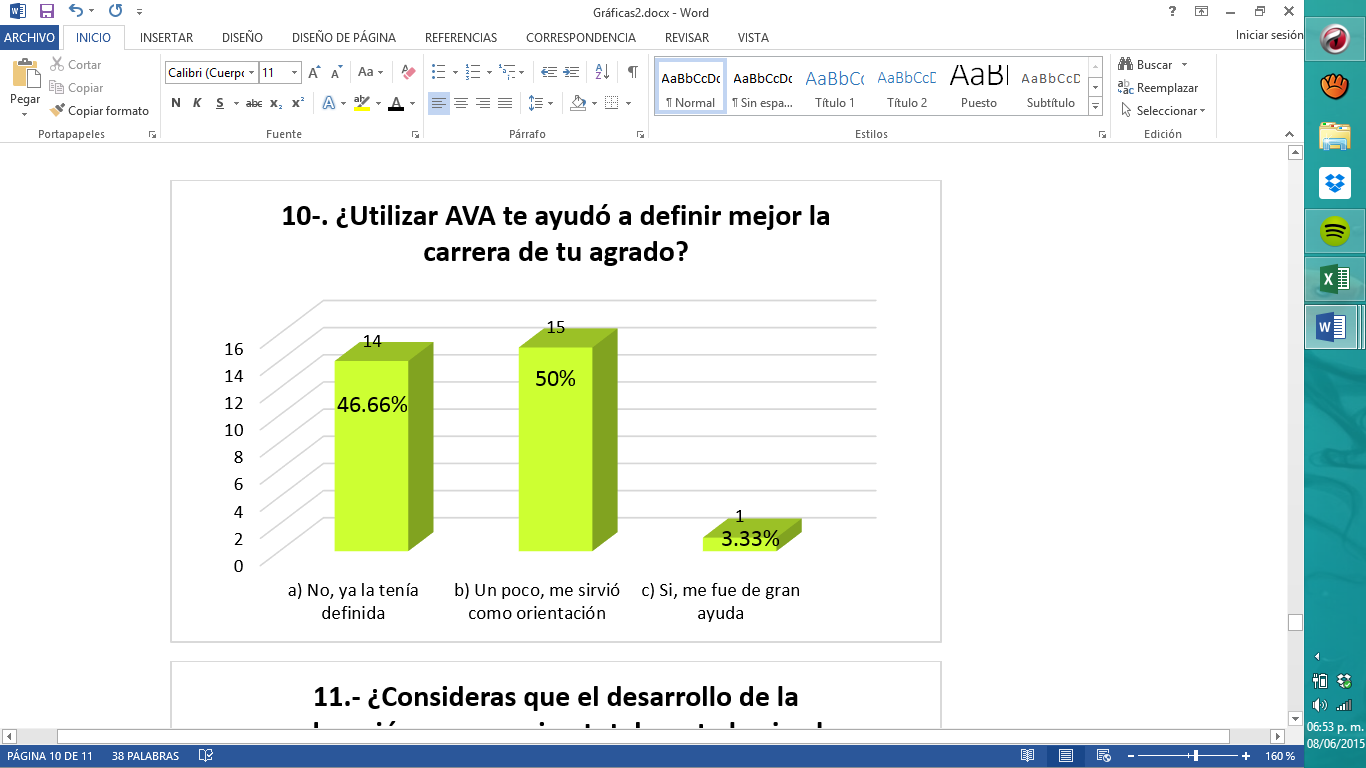 Gráficas2.docx - Word
ARCHIVO INICIO INSERTAR DISEÑO DISEÑO DE PÁGINA REFERENCIAS CORRESPONDENCIA REVISAR VISTA Iniciar sesión
Pegar
Cortar
Copiar
Copiar formato
Portapapeles
Calibri (Cuerpo 11
N K S abc x₂ x²
Fuente
Párrafo
AaBbCcDc AaBbCcDc AaBbCc AaBbCcD AaBl AaBbCcD
¶ Normal ¶ Sin espa... Título 1 Título 2 Puesto Subtítulo
Estilos
Buscar
Reemplazar
Seleccionar
Edición
10-. ¿Utilizar AVA te ayudó a definir mejor la
carrera de tu agrado?
16
14
12
10
8
6
4
2
0
14
46.66%
15
50%
1
3.33%
a) No, ya la tenía
definida
b) Un poco, me sirvió
como orientación
c) Si, me fue de gran
ayuda
11.- ¿Consideras que el desarrollo de la
PÁGINA 10 DE 11 38 PALABRAS 160 %
06:53 p. m.
08/06/2015